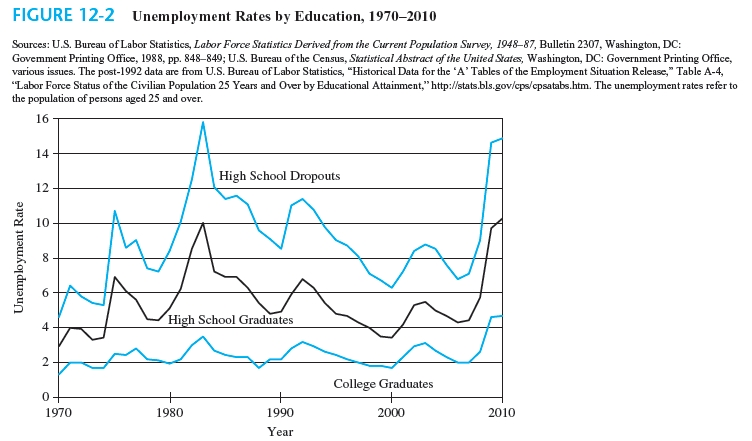 FIGURE 12-2 Unemployment Rates by Education, 1970–2010
Sources: U.S. Bureau of Labor Statistics, Labor Force Statistics Derived from the Current Population Survey, 1948–87, Bulletin 2307, Washington, DC:
Government Printing Office, 1988, pp. 848–849; U.S. Bureau of the Census, Statistical Abstract of the United States, Washington, DC: Government Printing Office,
various issues. The post-1992 data are from U.S. Bureau of Labor Statistics, “Historical Data for the ‘A’ Tables of the Employment Situation Release,” Table A-4,
“Labor Force Status of the Civilian Population 25 Years and Over by Educational Attainment,” http://stats.bls.gov/cps/cpsatabs.htm. The unemployment rates refer to
the population of persons aged 25 and over.
16
14
High School Dropouts
12
10
Unemployment Rate
8
6
High School Graduates
4
2
College Graduates
0
1970 1980 1990 2000 2010
Year